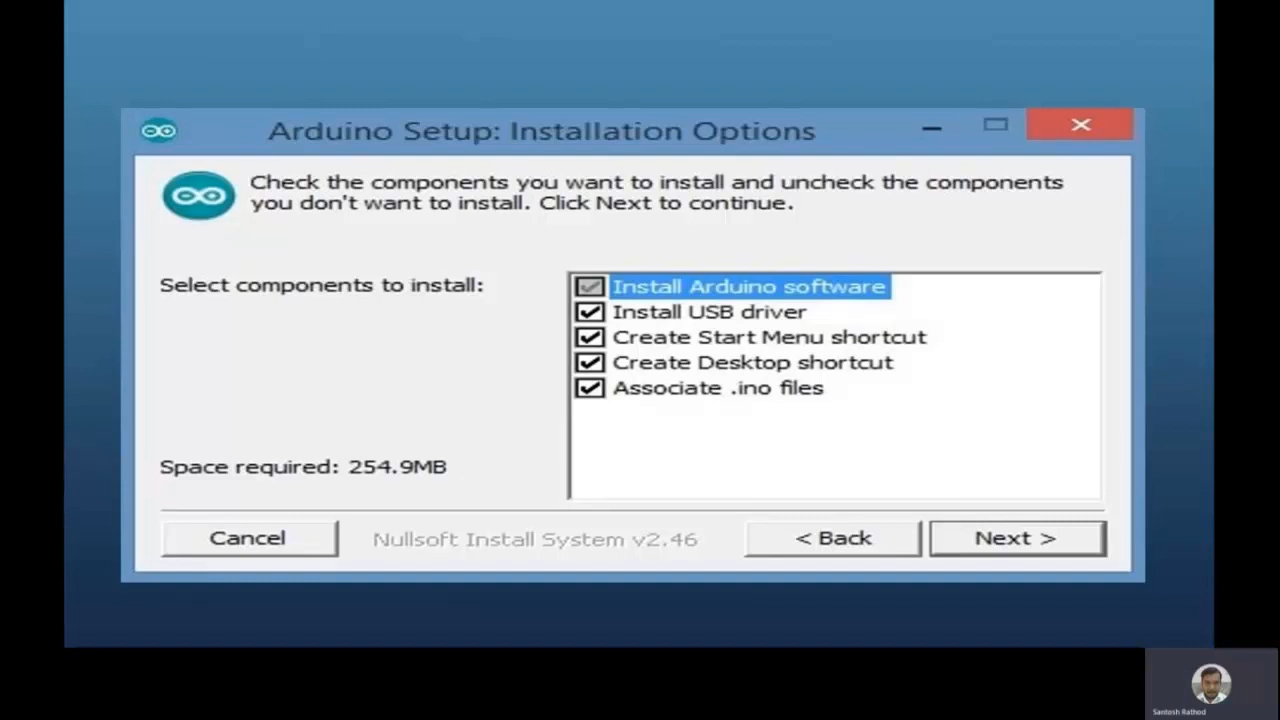 Arduino Setup: Installation Options
Check the components you want to install and uncheck the components
you don't want to install. Click Next to continue.
Select components to install:
Install Arduino software
Install USB driver
Create Start Menu shortcut
Create Desktop shortcut
Associate .ino files
Space required: 254.9MB
Cancel
Nullsoft Install System v2.46
< Back
Next >
Santosh Rathod